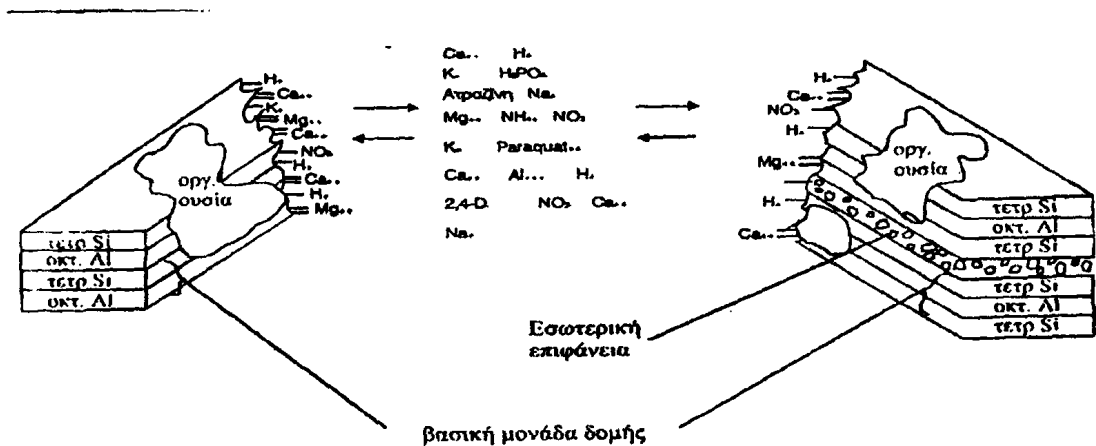 H.
Ca..
K.
Mg..
Ca..
NO₃
H.
Ca..
H.
Mg..
οργ.
ουσία
τετρ Si
οκτ. Al
τετρ Si
οκτ. Al
Ca.. H.
K. H₂PO₄
Ατραζίνη Na.
Mg.. NH.. NO₃
K. Paraquat..
Ca.. Al... H.
2,4-D. NO₃ Ca..
Na.
H.
Ca..
NO₃
H.
Mg..
H.
Ca..
οργ.
ουσία
τετρ Si
οκτ. Al
τετρ Si
τετρ Si
οκτ. Al
τετρ Si
Εσωτερική
επιφάνεια
βασική μονάδα δομής